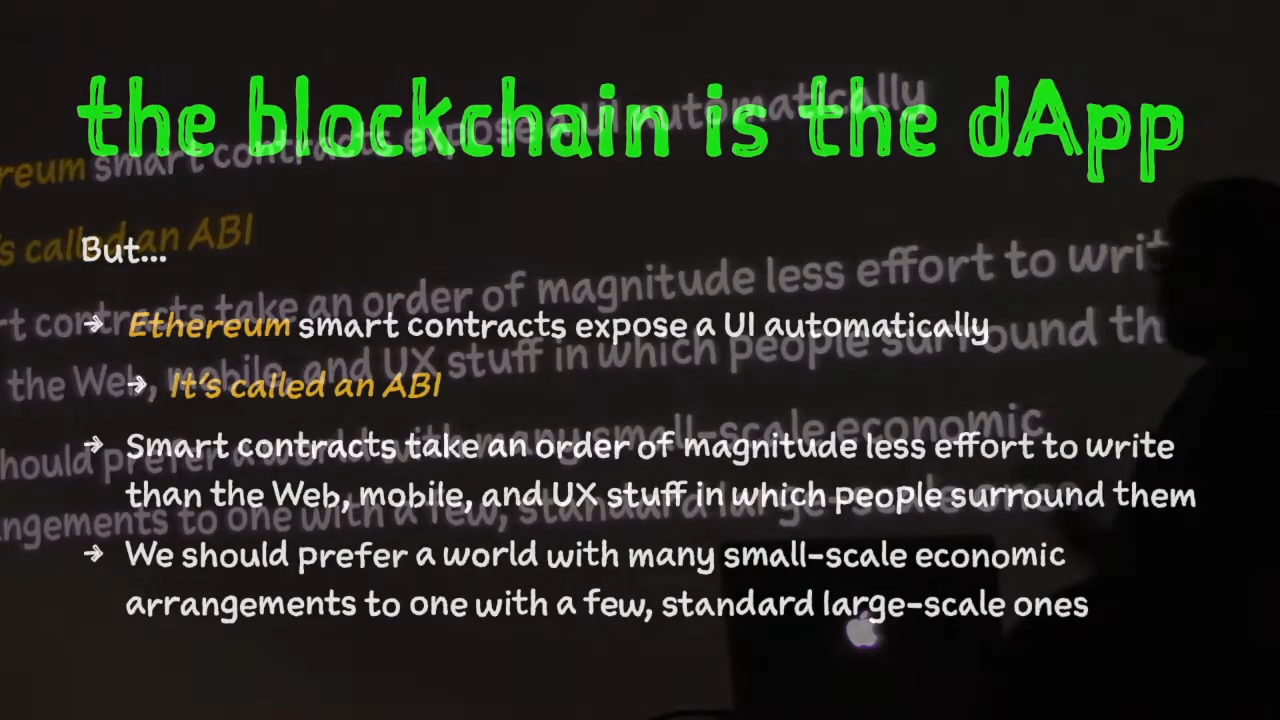 the blockchain is the dApp
But...
→ Ethereum smart contracts expose a UI automatically
→ It's called an ABI
→ Smart contracts take an order of magnitude less effort to write
than the Web, mobile, and UX stuff in which people surround them
→ We should prefer a world with many small-scale economic
arrangements to one with a few, standard large-scale ones